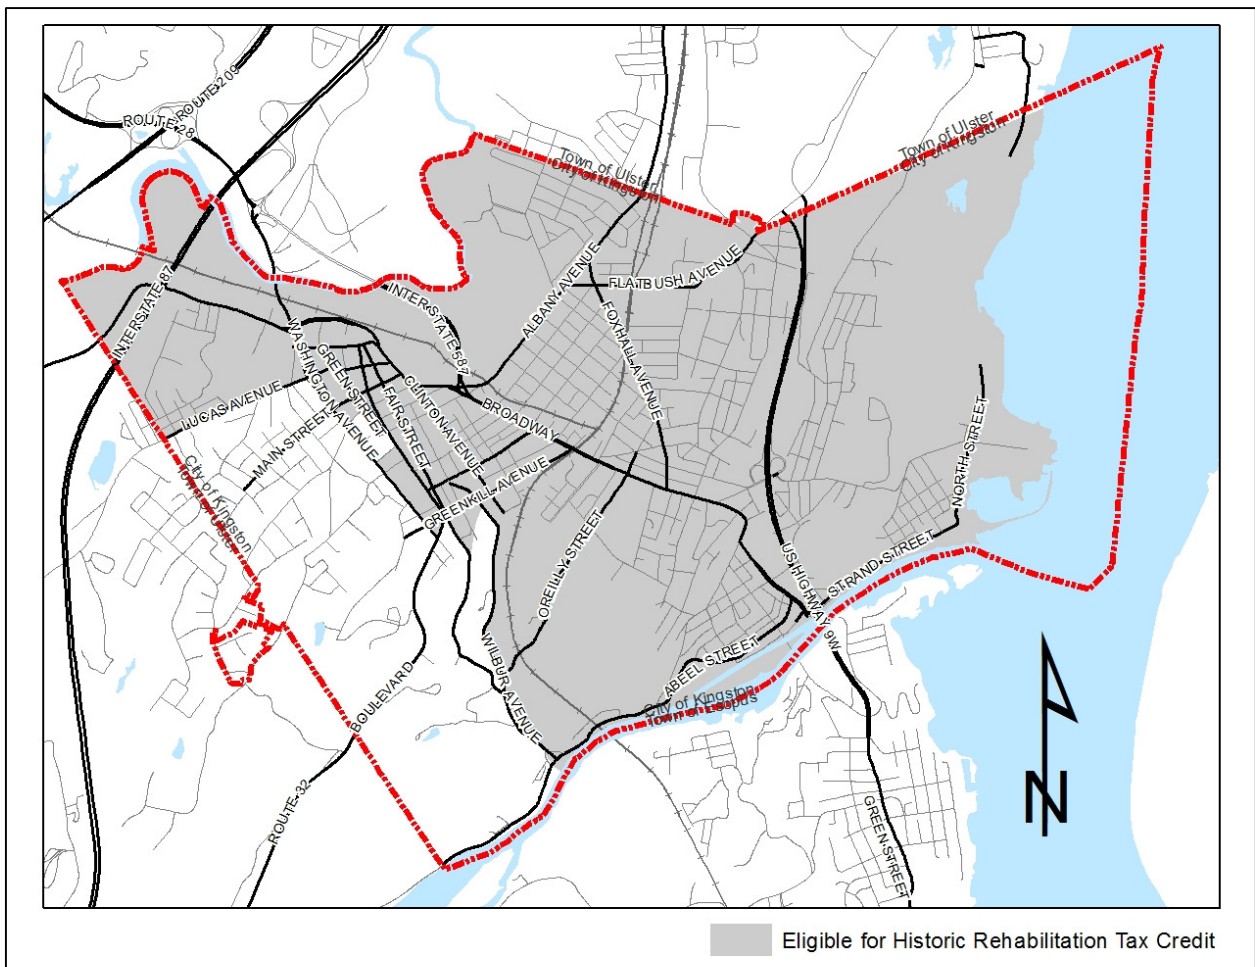 ROUTE 209
ROUTE 28
Town of Ulster
City of Kingston
Town of Ulster
City of Kingston
INTERSTATE 87
INTERSTATE 587
ALBANY AVENUE
FLATBUSH AVENUE
FOXHALL AVENUE
WASHINGTON AVENUE
GREEN STREET
FAIR STREET
CLINTON AVENUE
BROADWAY
LUCAS AVENUE
MAIN STREET
GREENKILL AVENUE
NORTH STREET
City of Kingston
Town of Ulster
OREILLY STREET
STRAND STREET
US HIGHWAY 9W
WILBUR AVENUE
ABEEL STREET
BOULEVARD
City of Kingston
Town of Esopus
ROUTE 32
GREEN STREET
N
Eligible for Historic Rehabilitation Tax Credit